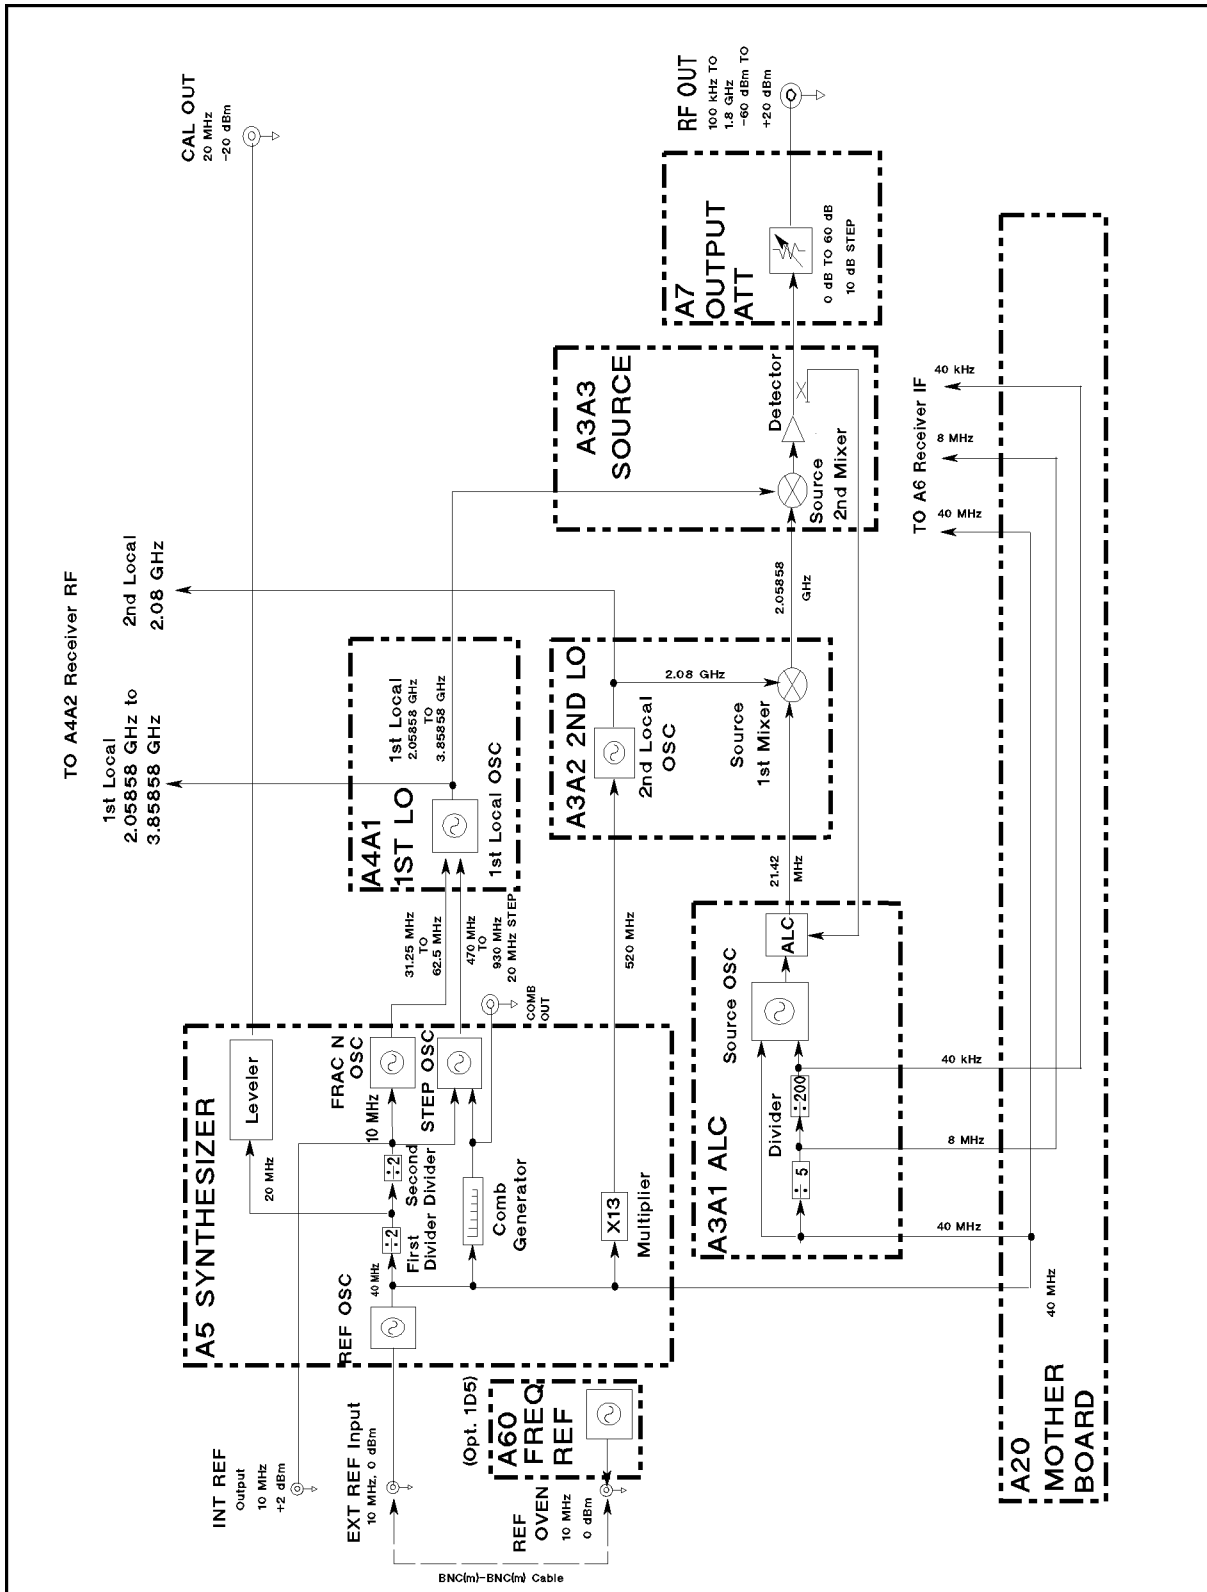 TO A4A2 Receiver RF
1st Local
2.05858 GHz to
3.85858 GHz
2nd Local
2.08 GHz
CAL OUT
20 MHz
-20 dBm
RF OUT
100 kHz TO
1.8 GHz
-60 dBm TO
+20 dBm
A5 SYNTHESIZER
Leveler
20 MHz
FRAC N
OSC
10 MHz
STEP OSC
÷2
Second
Divider
÷2
First
Divider
40 MHz
REF OSC
Comb
Generator
X13
Multiplier
COMB
OUT
31.25 MHz
TO
62.5 MHz
470 MHz
TO
930 MHz
20 MHz STEP
520 MHz
A4A1
1ST LO
1st Local
2.05858 GHz
TO
3.85858 GHz
1st Local OSC
A3A2 2ND LO
2nd Local
OSC
2.08 GHz
Source
1st Mixer
2.05858
GHz
21.42
MHz
A3A3
SOURCE
Detector
Source
2nd Mixer
A7
OUTPUT
ATT
0 dB TO 60 dB
10 dB STEP
A3A1 ALC
Source OSC
ALC
Divider
÷200
÷ 5
40 kHz
8 MHz
40 MHz
TO A6 Receiver IF
40 kHz
8 MHz
40 MHz
40 MHz
A20
MOTHER
BOARD
INT REF
Output
10 MHz
+2 dBm
EXT REF Input
10 MHz, 0 dBm
(Opt. 1D5)
A60
FREQ
REF
REF
OVEN
10 MHz
0 dBm
BNC(m)-BNC(m) Cable